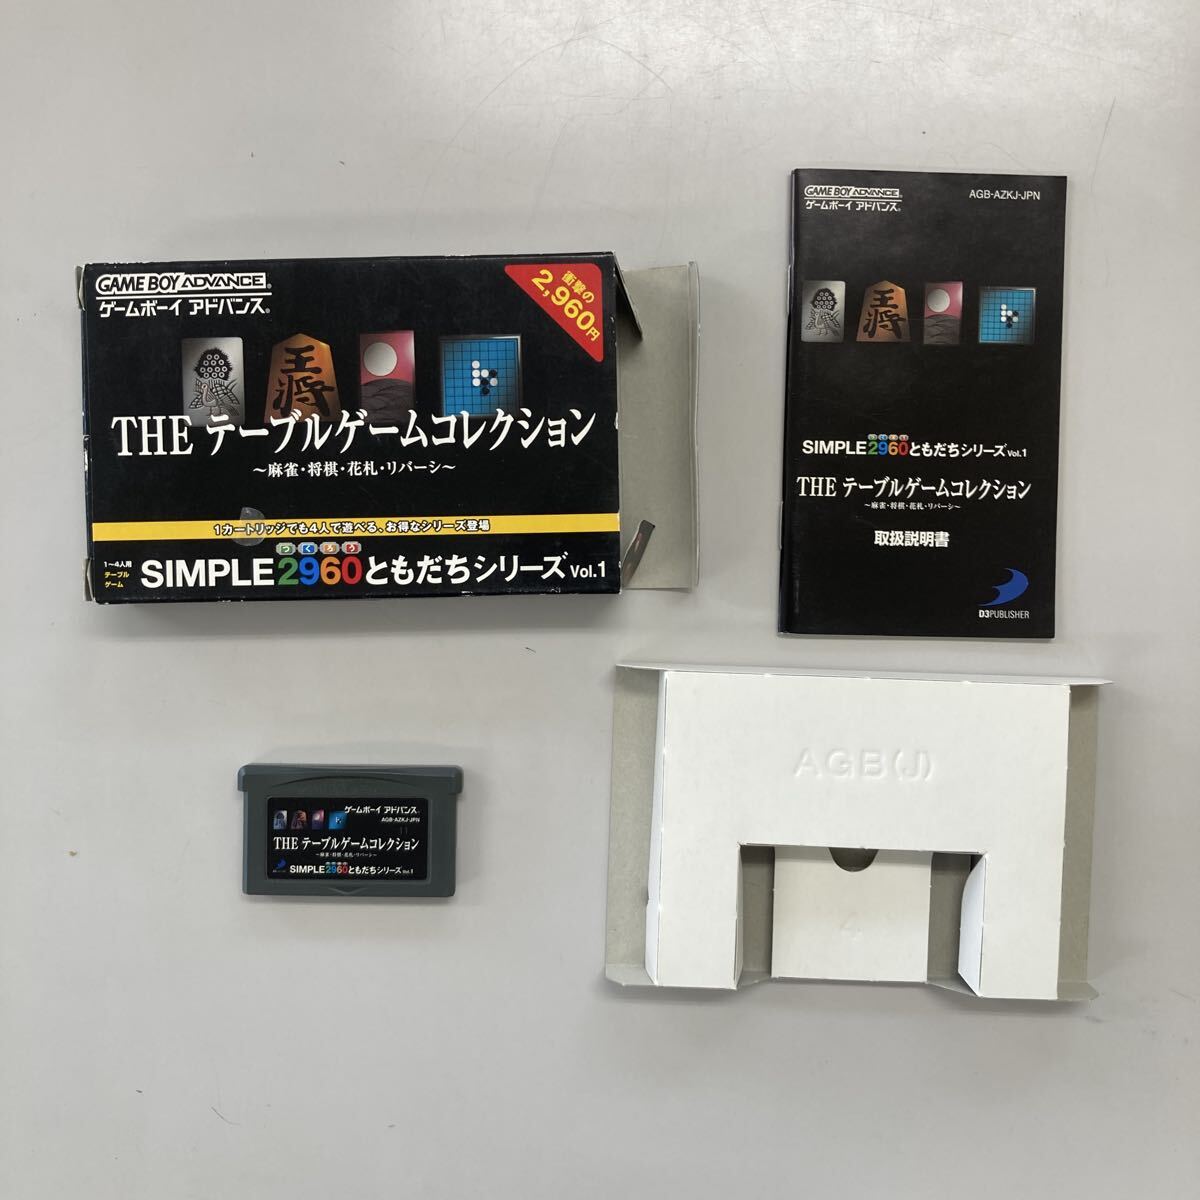 GAME BOY ADVANCE
ゲームボーイ アドバンス
衝撃の
2,960円
王将
THE テーブルゲームコレクション
～麻雀・将棋・花札・リバーシ～
1カートリッジでも4人で遊べる、お得なシリーズ登場
つくろう
1～4人用
テーブル
ゲーム
SIMPLE2960ともだちシリーズ Vol.1
GAME BOY ADVANCE
AGB-AZKJ-JPN
ゲームボーイ アドバンス
王将
つくろう
SIMPLE2960ともだちシリーズ Vol.1
THE テーブルゲームコレクション
～麻雀・将棋・花札・リバーシ～
取扱説明書
D3PUBLISHER
ゲームボーイ アドバンス
AGB-AZKJ-JPN
11
THE テーブルゲームコレクション
～麻雀・将棋・花札・リバーシ～
SIMPLE2960ともだちシリーズ Vol.1
AGB(J)
4